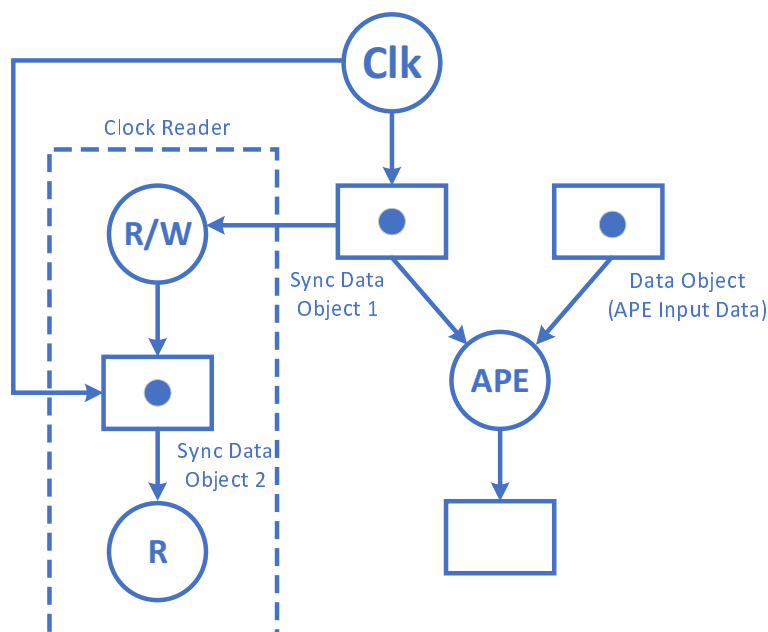 Clk
Clock Reader
R/W
Sync Data
Object 1
Data Object
(APE Input Data)
APE
Sync Data
Object 2
R